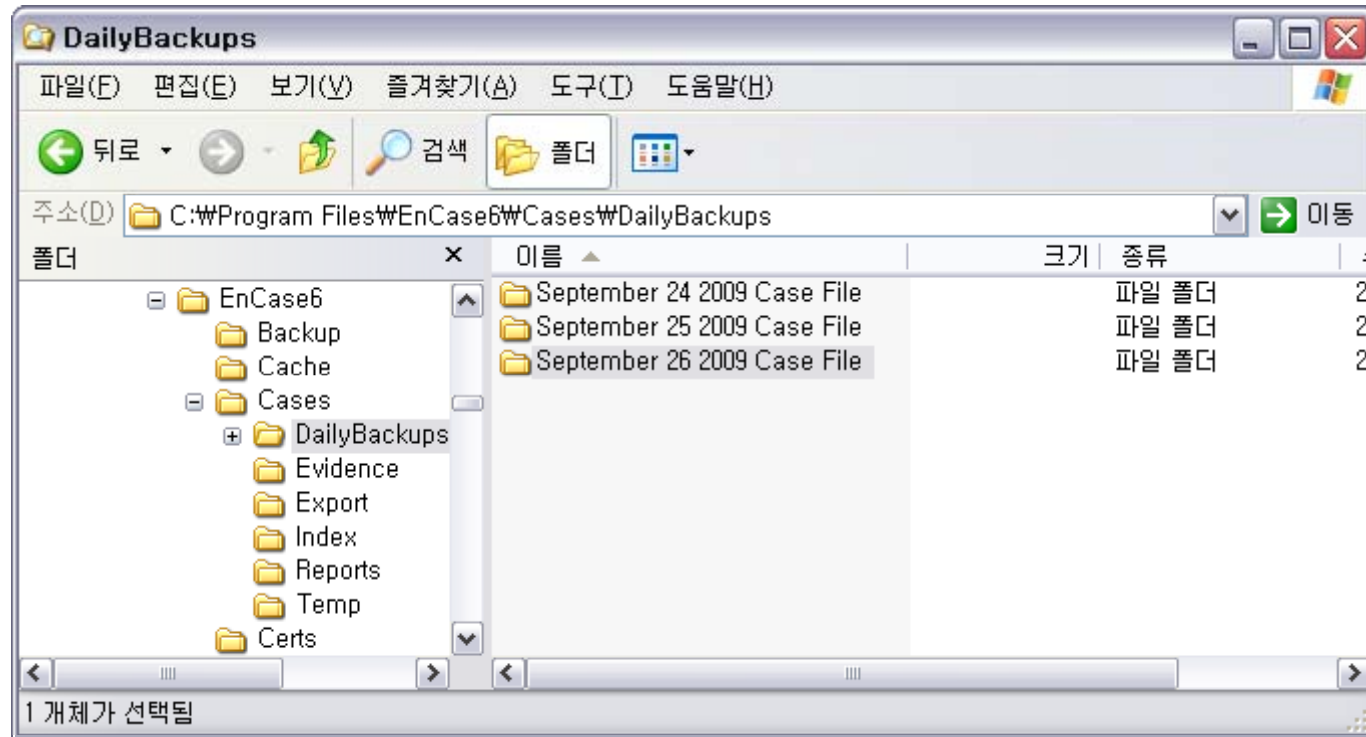 DailyBackups
파일(F) 편집(E) 보기(V) 즐겨찾기(A) 도구(T) 도움말(H)
뒤로 검색 폴더
주소(D) C:₩Program Files₩EnCase6₩Cases₩DailyBackups 이동
폴더 × 이름 크기 종류
EnCase6
Backup
Cache
Cases
DailyBackups
Evidence
Export
Index
Reports
Temp
Certs
September 24 2009 Case File 파일 폴더 2
September 25 2009 Case File 파일 폴더 2
September 26 2009 Case File 파일 폴더 2
1 개체가 선택됨